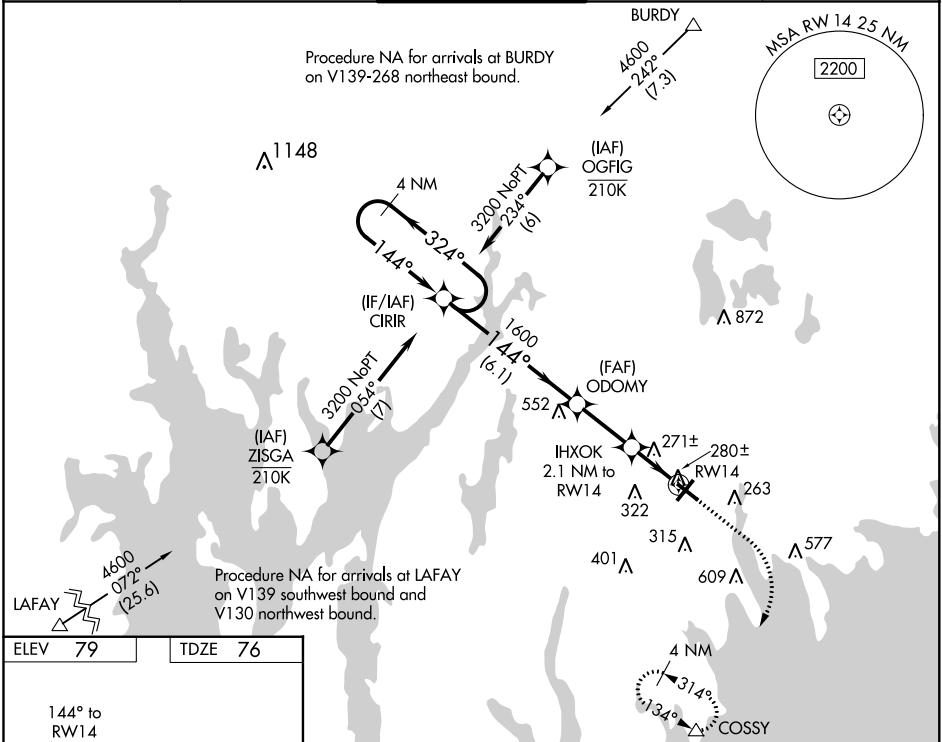 BURDY
4600
242°
(7.3)
Procedure NA for arrivals at BURDY
on V139-268 northeast bound.
MSA RW 14 25 NM
2200
1148
(IAF)
OGFIG
210K
3200 NoPT
234°
(6)
4 NM
324°
144°
(IF/IAF)
CIRIR
872
1600
144°
(6.1)
(FAF)
ODOMY
552
3200 NoPT
054°
(7)
(IAF)
ZISGA
210K
IHXOK
2.1 NM to
RW14
271±
280±
RW14
263
322
315
577
401
609
4600
072°
(25.6)
LAFAY
Procedure NA for arrivals at LAFAY
on V139 southwest bound and
V130 northwest bound.
ELEV 79
TDZE 76
144° to
RW14
4 NM
314°
134°
COSSY